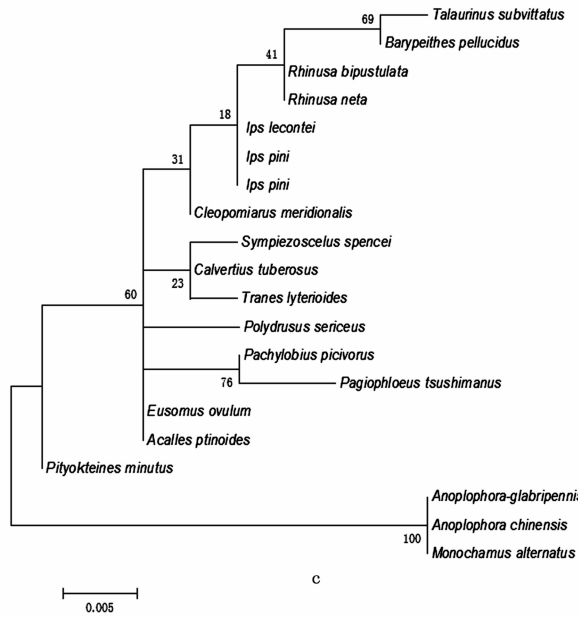 69
Talaurinus subvittatus
Barypeithes pellucidus
41
Rhinusa bipustulata
Rhinusa neta
18
Ips lecontei
Ips pini
Ips pini
31
Cleopomiarus meridionalis
Sympiezoscelus spencei
Calvertius tuberosus
23
Tranes lyterioides
60
Polydrusus sericeus
Pachylobius picivorus
76
Pagiophloeus tsushimanus
Eusomus ovulum
Acalles ptinoides
Pityokteines minutus
Anoplophora-glabripennis
Anoplophora chinensis
100
Monochamus alternatus
c
0.005